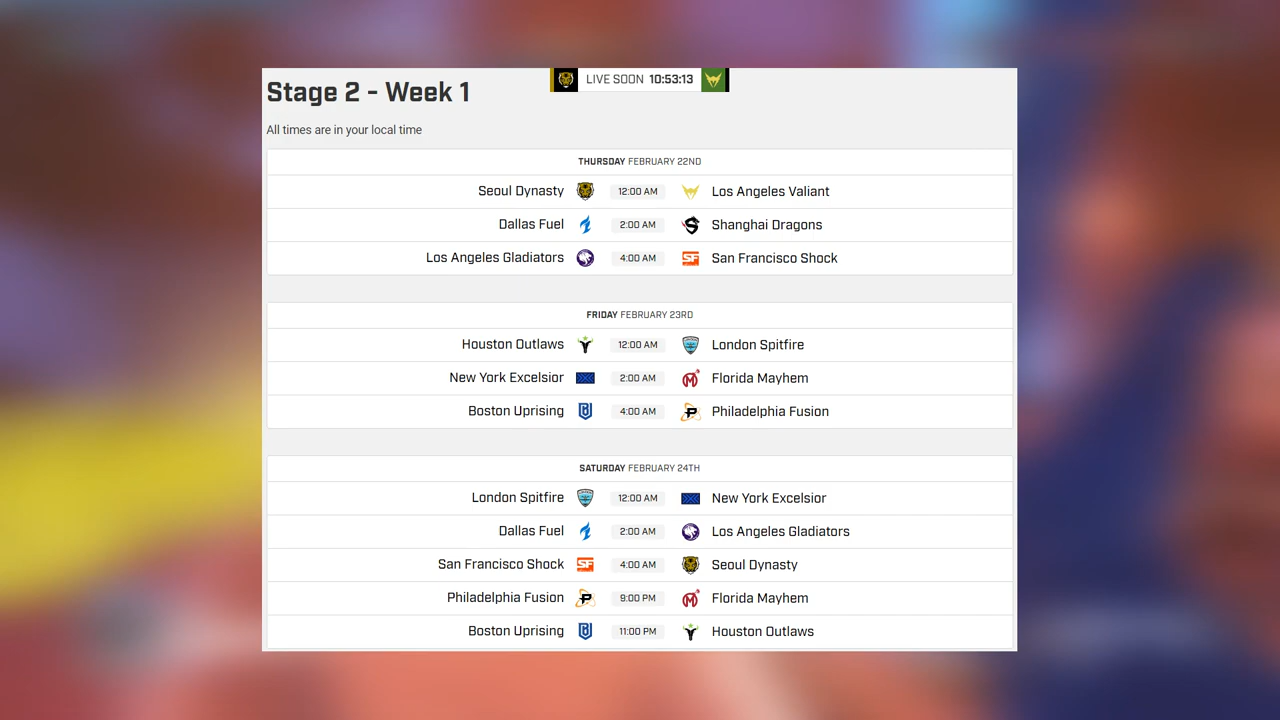 LIVE SOON 10:53:13
Stage 2 - Week 1
All times are in your local time
THURSDAY FEBRUARY 22ND
Seoul Dynasty 12:00 AM Los Angeles Valiant
Dallas Fuel 2:00 AM Shanghai Dragons
Los Angeles Gladiators 4:00 AM SF San Francisco Shock
FRIDAY FEBRUARY 23RD
Houston Outlaws 12:00 AM London Spitfire
New York Excelsior 2:00 AM Florida Mayhem
Boston Uprising 4:00 AM Philadelphia Fusion
SATURDAY FEBRUARY 24TH
London Spitfire 12:00 AM New York Excelsior
Dallas Fuel 2:00 AM Los Angeles Gladiators
San Francisco Shock SF 4:00 AM Seoul Dynasty
Philadelphia Fusion 9:00 PM Florida Mayhem
Boston Uprising 11:00 PM Houston Outlaws